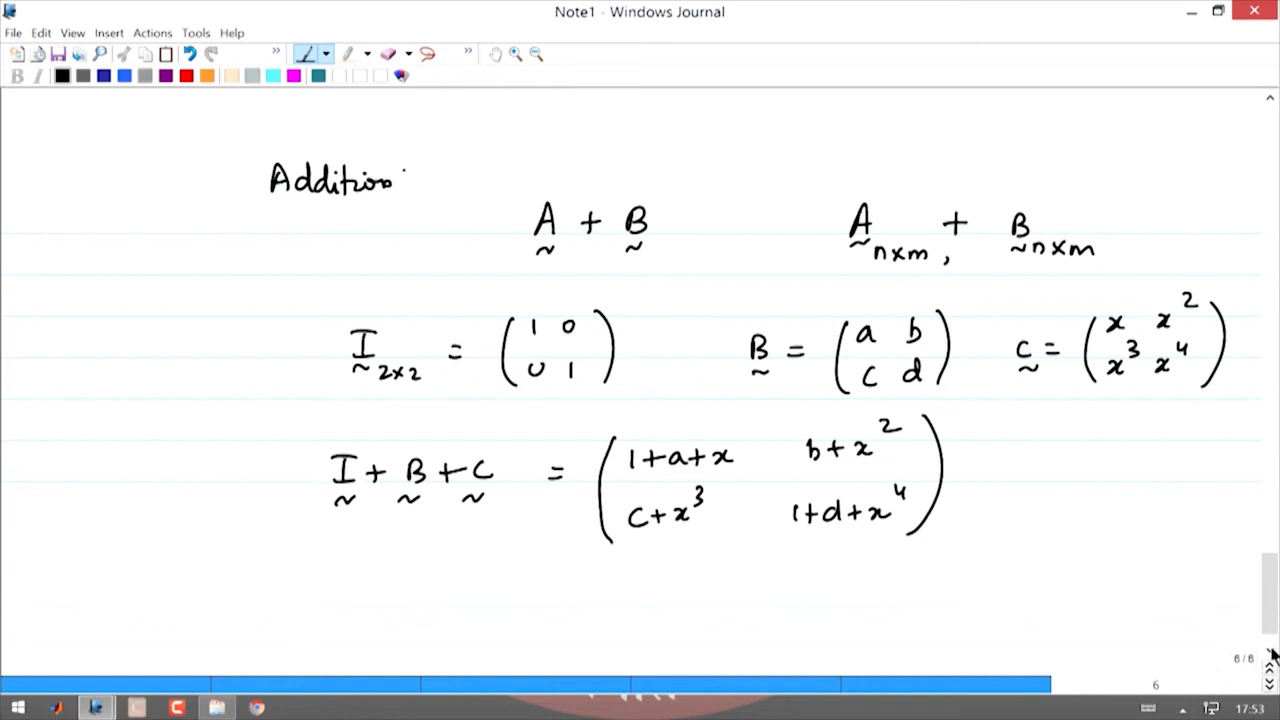 Note1 - Windows Journal
File Edit View Insert Actions Tools Help
B I
Addition
A + B A n×m , + B n×m
I 2×2 = (1 0
0 1) B = (a b
c d) C = (x x²
x³ x⁴)
I + B + C = (1+a+x b+x²
c+x³ 1+d+x⁴)
6/6
6
17:53